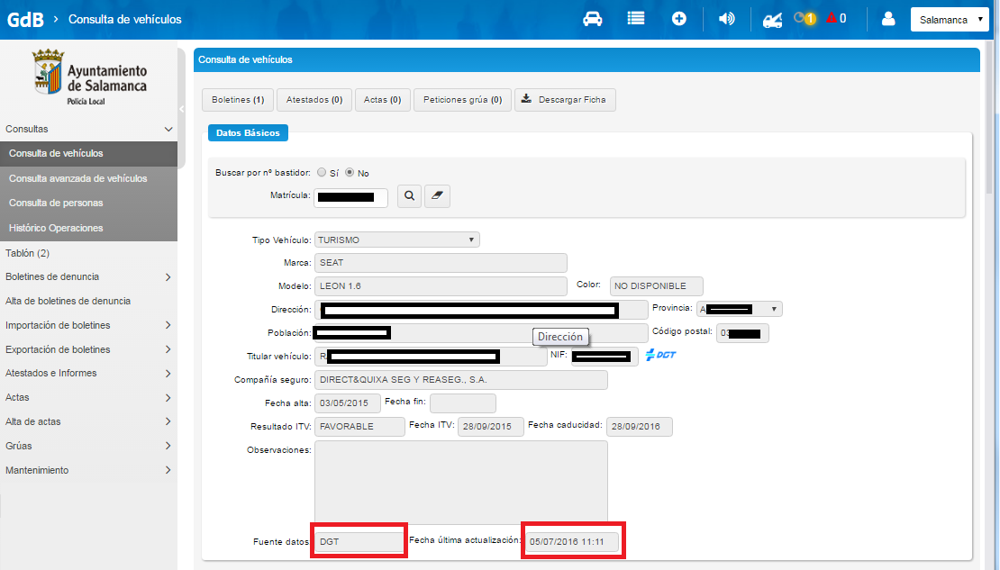 GdB > Consulta de vehículos
1 0 Salamanca
Ayuntamiento
de Salamanca
Policía Local
Consultas
Consulta de vehículos
Consulta avanzada de vehículos
Consulta de personas
Histórico Operaciones
Tablón (2)
Boletines de denuncia
Alta de boletines de denuncia
Importación de boletines
Exportación de boletines
Atestados e Informes
Actas
Alta de actas
Grúas
Mantenimiento
Consulta de vehículos
Boletines (1) Atestados (0) Actas (0) Peticiones grúa (0) Descargar Ficha
Datos Básicos
Buscar por nº bastidor: Sí No
Matrícula:
Tipo Vehículo: TURISMO
Marca: SEAT
Modelo: LEON 1.6 Color: NO DISPONIBLE
Dirección: Provincia: A
Población: Código postal: 03
Dirección
Titular vehículo: R NIF: DGT
Compañía seguro: DIRECT&QUIXA SEG Y REASEG., S.A.
Fecha alta: 03/05/2015 Fecha fin:
Resultado ITV: FAVORABLE Fecha ITV: 28/09/2015 Fecha caducidad: 28/09/2016
Observaciones:
Fuente datos: DGT Fecha última actualización: 05/07/2016 11:11